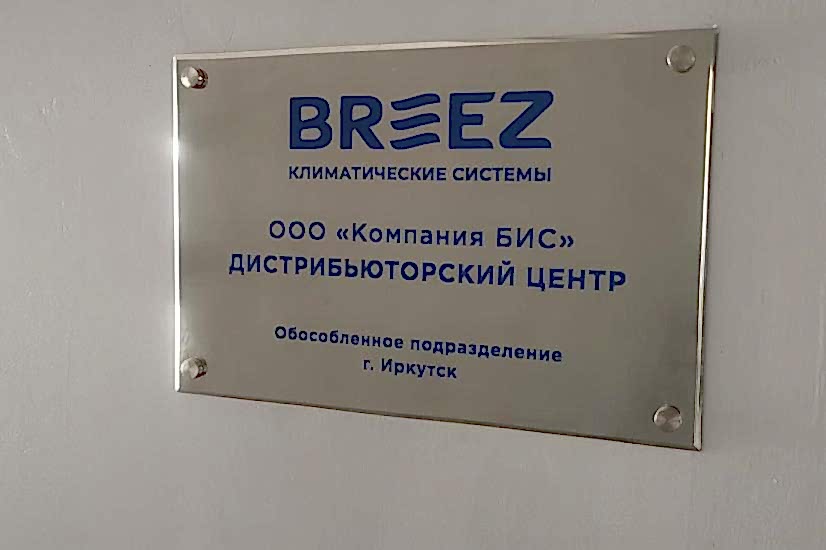 BREEZ
КЛИМАТИЧЕСКИЕ СИСТЕМЫ
ООО «Компания БИС»
ДИСТРИБЬЮТОРСКИЙ ЦЕНТР
Обособленное подразделение
г. Иркутск